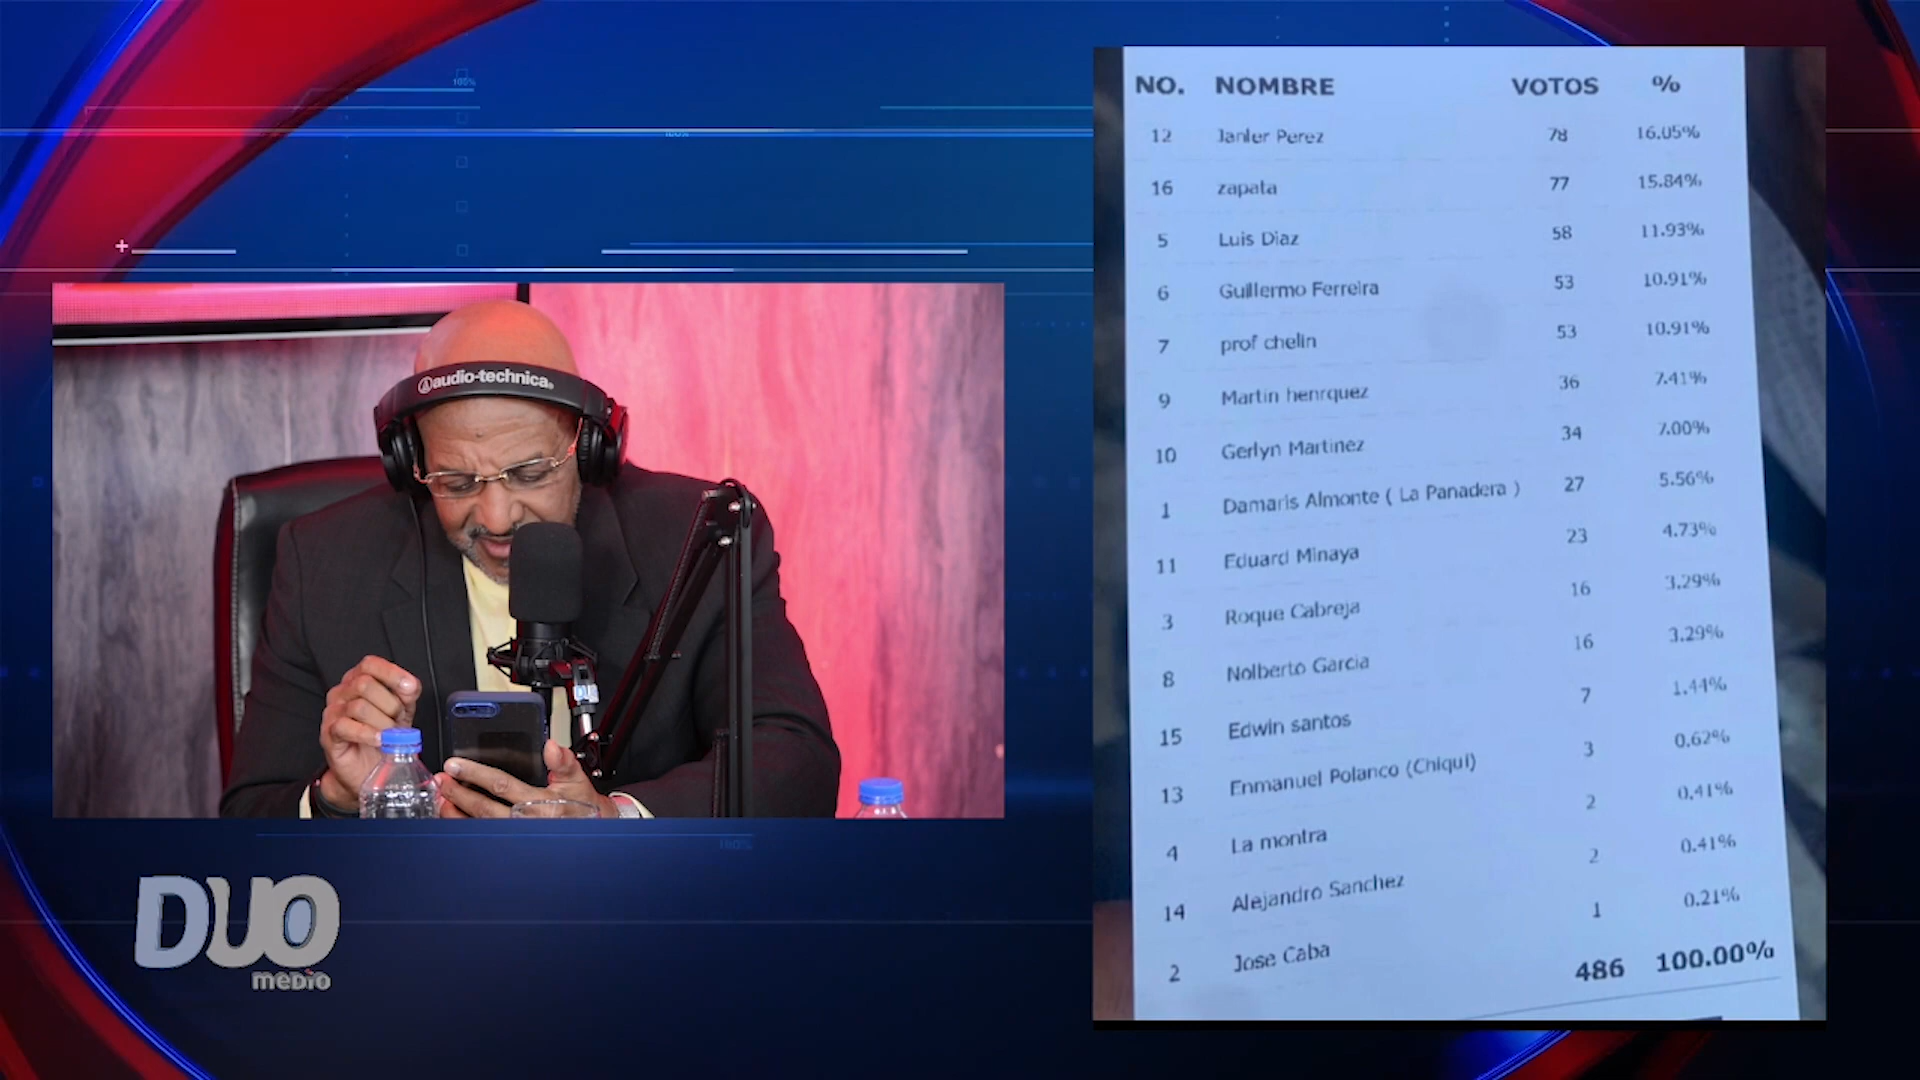 100%
100%
audio-technica
NO. NOMBRE VOTOS %
12 Janler Perez 78 16.05%
16 zapata 77 15.84%
5 Luis Diaz 58 11.93%
6 Guillermo Ferreira 53 10.91%
7 prof chelin 53 10.91%
9 Martin henrquez 36 7.41%
10 Gerlyn Martinez 34 7.00%
1 Damaris Almonte ( La Panadera ) 27 5.56%
11 Eduard Minaya 23 4.73%
3 Roque Cabreja 16 3.29%
8 Nolberto Garcia 16 3.29%
15 Edwin santos 7 1.44%
13 Enmanuel Polanco (Chiqui) 3 0.62%
4 La montra 2 0.41%
14 Alejandro Sanchez 2 0.41%
2 Jose Caba 1 0.21%
486 100.00%
100%
DUO
medio